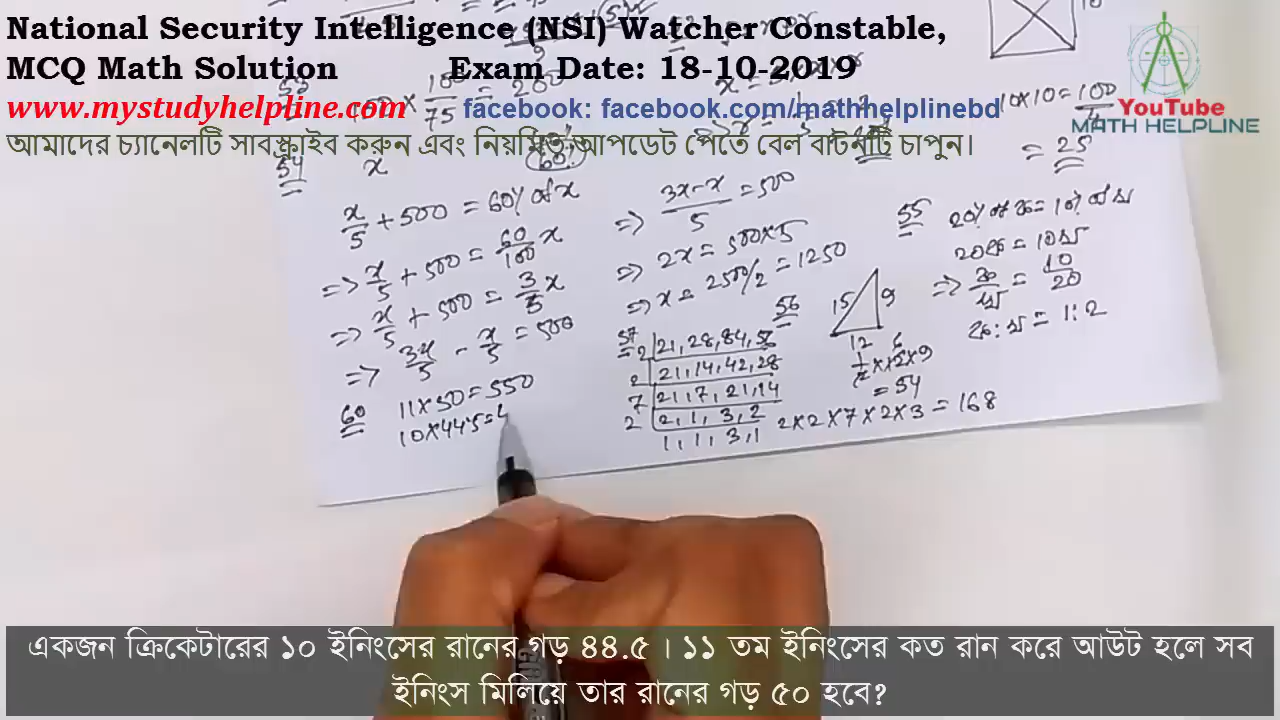 National Security Intelligence (NSI) Watcher Constable,
MCQ Math Solution Exam Date: 18-10-2019
www.mystudyhelpline.com facebook: facebook.com/mathhelplinebd
YouTube
MATH HELPLINE
আমাদের চ্যানেলটি সাবস্ক্রাইব করুন এবং নিয়মিত আপডেট পেতে বেল বাটনটি চাপুন।
10×10 = 100/4
= 25
54 x
x/5 + 500 = 60% of x
=> x/5 + 500 = 60/100 x
=> x/5 + 500 = 3/5 x
=> 3x/5 - x/5 = 500
=> 3x-x/5 = 500
=> 2x = 500×5
=> x = 2500/2 = 1250
55 20% of ক = 10% of খ
20ক = 10খ
=> ক/খ = 10/20
ক:খ = 1:2
56 15 9
12
1/2 × 12 × 9
= 54
57 2 21, 28, 84, 56
2 21, 14, 42, 28
7 21, 7, 21, 14
2, 1, 3, 2
1, 1, 3, 1
2×2×7×2×3 = 168
60 11×50 = 550
10×44.5 = 4
একজন ক্রিকেটারের ১০ ইনিংসের রানের গড় ৪৪.৫ । ১১ তম ইনিংসের কত রান করে আউট হলে সব
ইনিংস মিলিয়ে তার রানের গড় ৫০ হবে?